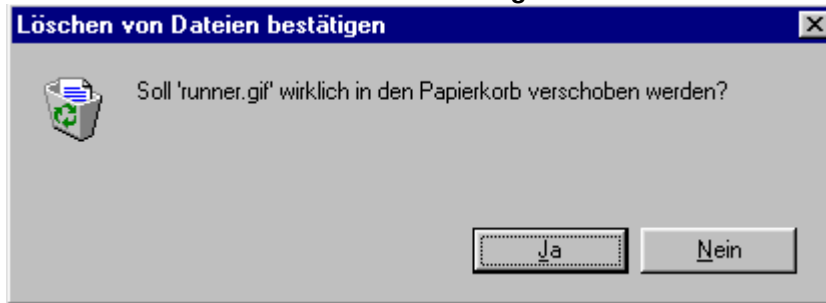 Löschen von Dateien bestätigen
Soll 'runner.gif' wirklich in den Papierkorb verschoben werden?
Ja
Nein